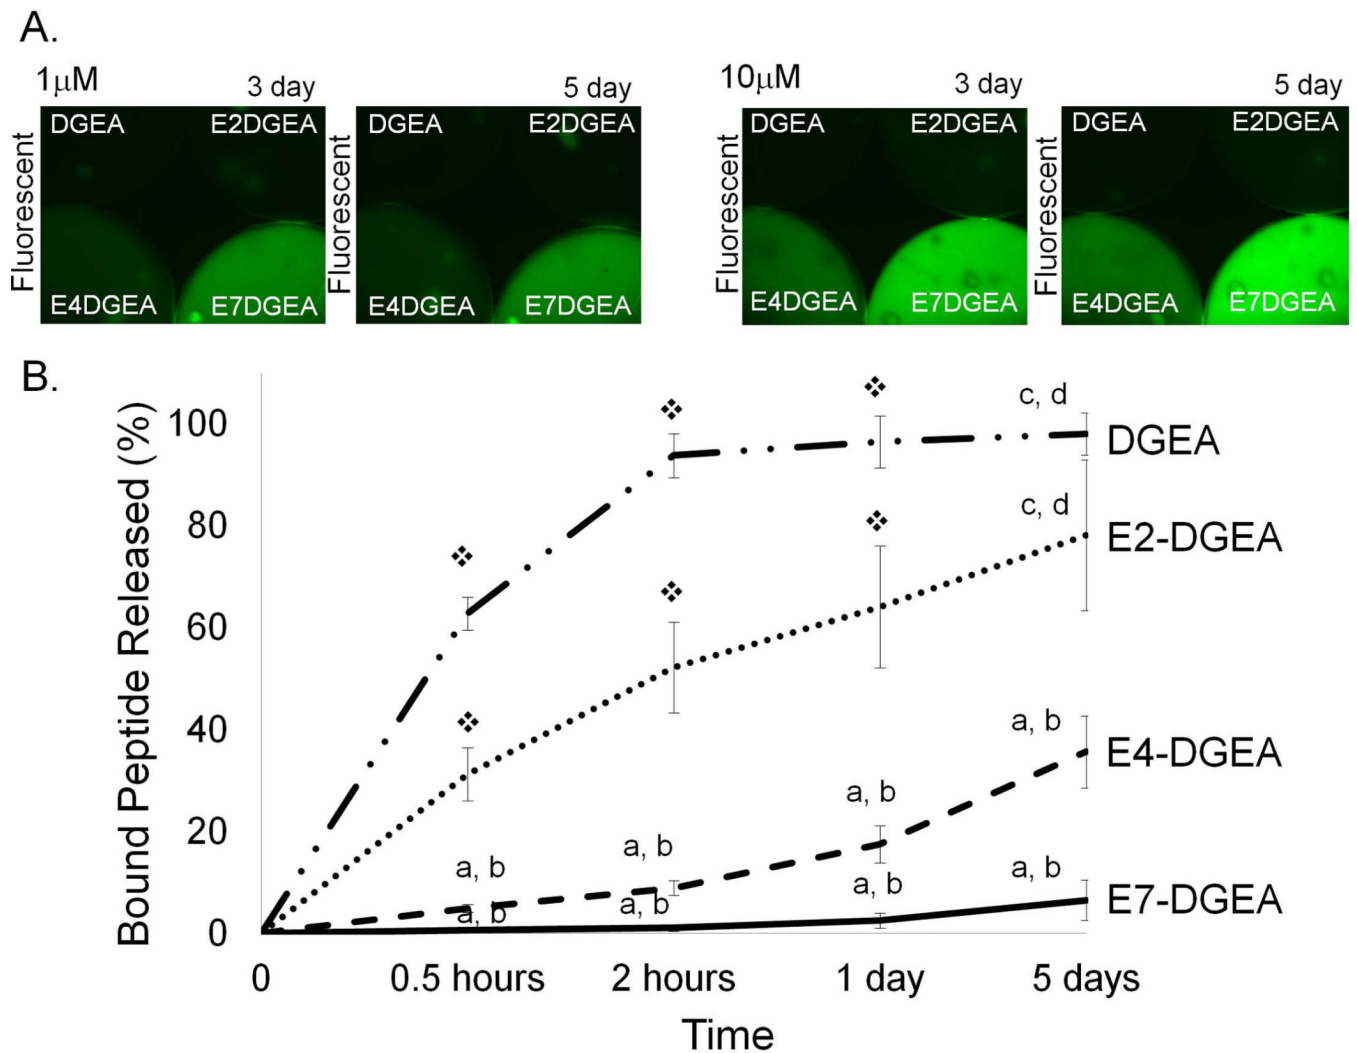 A.
1µM 3 day 5 day 10µM 3 day 5 day
Fluorescent DGEA E2DGEA Fluorescent DGEA E2DGEA Fluorescent DGEA E2DGEA Fluorescent DGEA E2DGEA
E4DGEA E7DGEA E4DGEA E7DGEA E4DGEA E7DGEA E4DGEA E7DGEA
B.
Bound Peptide Released (%)
100
80
60
40
20
0
❖ ❖ ❖ c, d
DGEA
❖ ❖ ❖ c, d
E2-DGEA
a, b a, b a, b a, b
E4-DGEA
a, b a, b a, b a, b
E7-DGEA
0 0.5 hours 2 hours 1 day 5 days
Time